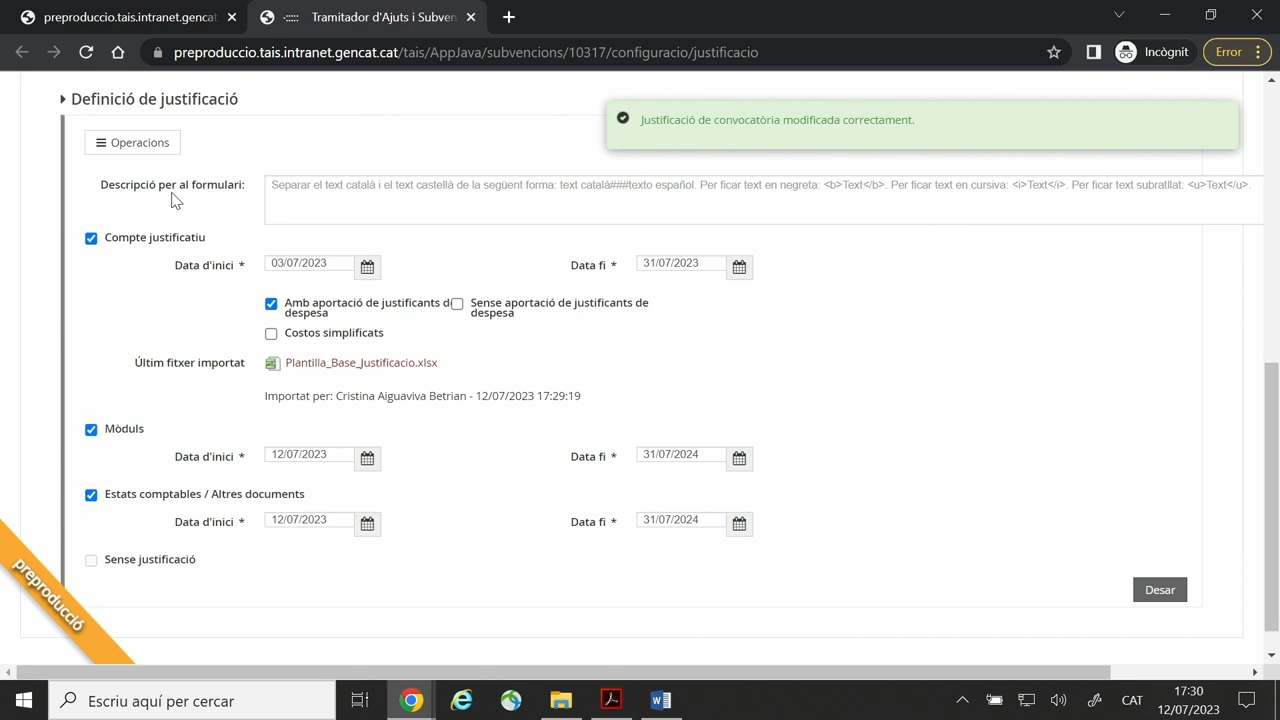 preproduccio.tais.intranet.gencat
-:::: Tramitador d'Ajuts i Subven
preproduccio.tais.intranet.gencat.cat/tais/AppJava/subvencions/10317/configuracio/justificacio
Incògnit
Error
Definició de justificació
Justificació de convocatòria modificada correctament.
Operacions
Descripció per al formulari:
Separar el text català i el text castellà de la següent forma: text català###texto español. Per ficar text en negreta: <b>Text</b>. Per ficar text en cursiva: <i>Text</i>. Per ficar text subratllat: <u>Text</u>.
Compte justificatiu
Data d'inici * 03/07/2023 Data fi * 31/07/2023
Amb aportació de justificants d Sense aportació de justificants de
despesa despesa
Costos simplificats
Últim fitxer importat Plantilla_Base_Justificacio.xlsx
Importat per: Cristina Aiguaviva Betrian - 12/07/2023 17:29:19
Mòduls
Data d'inici * 12/07/2023 Data fi * 31/07/2024
Estats comptables / Altres documents
Data d'inici * 12/07/2023 Data fi * 31/07/2024
Sense justificació
preproducció
Desar
Escriu aquí per cercar
CAT
17:30
12/07/2023